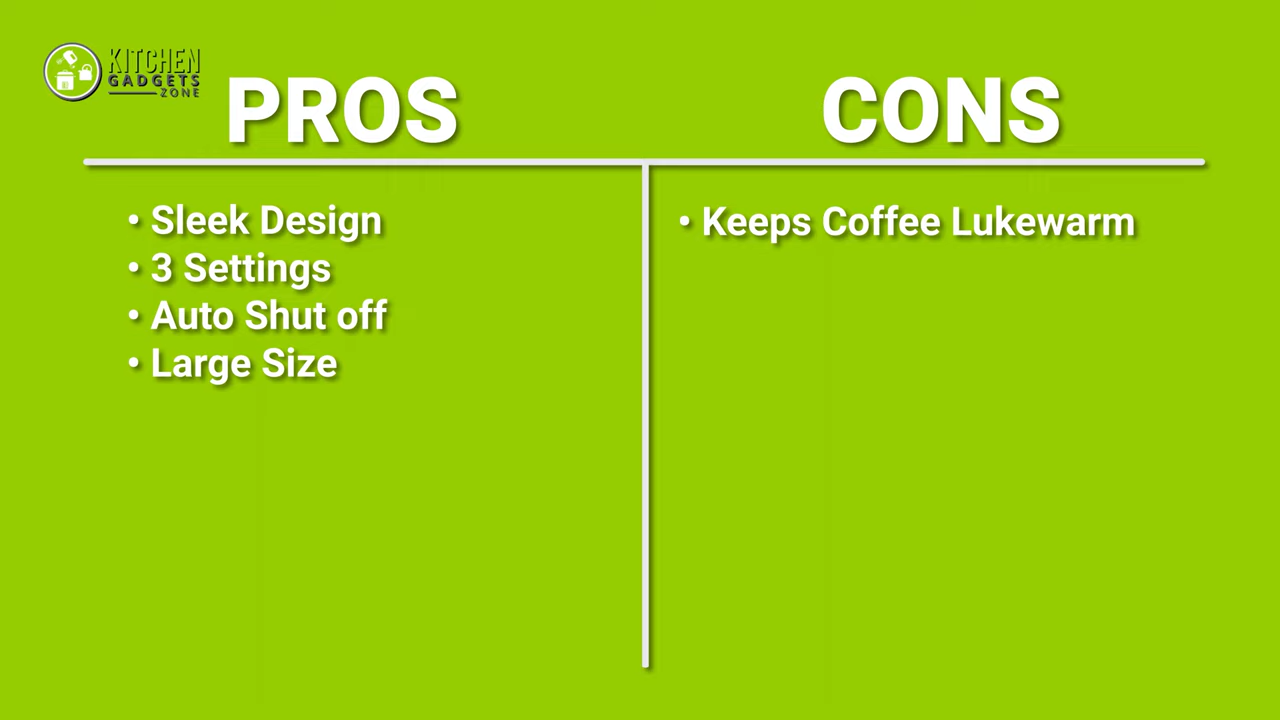 KITCHEN
GADGETS
ZONE
PROS
CONS
• Sleek Design
• 3 Settings
• Auto Shut off
• Large Size
• Keeps Coffee Lukewarm